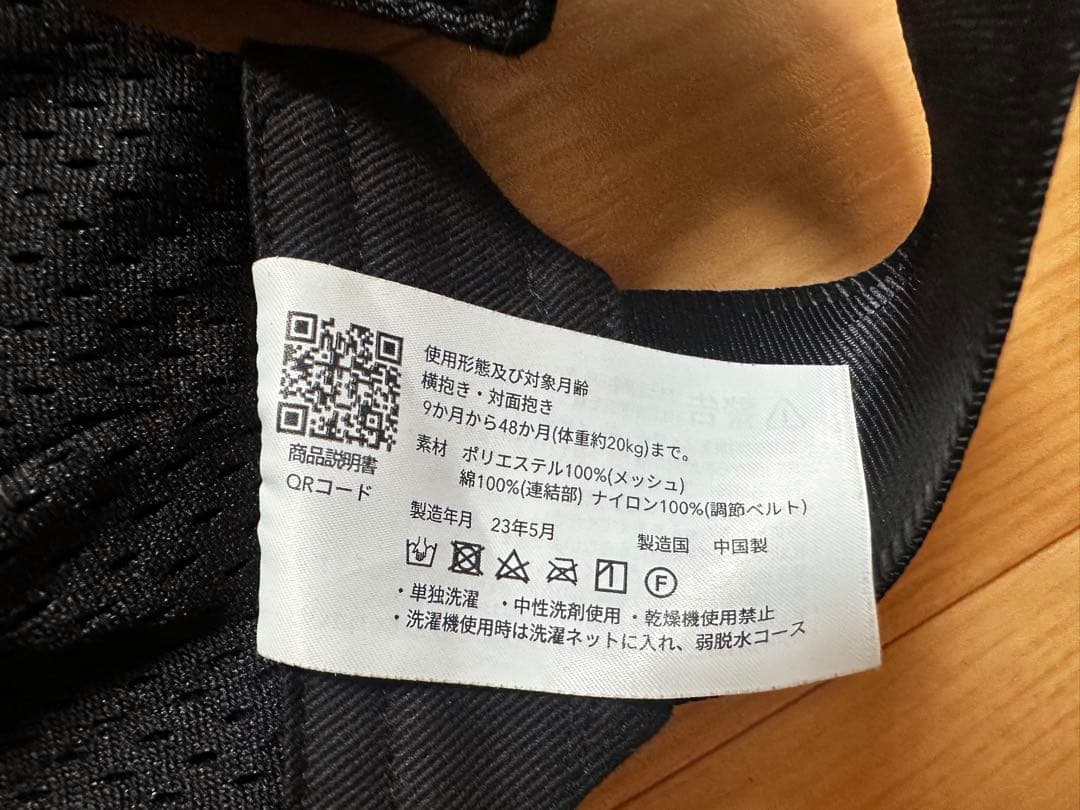 使用形態及び対象月齢
横抱き・対面抱き
9か月から48か月(体重約20kg)まで。
素材 ポリエステル100%(メッシュ)
綿100%(連結部) ナイロン100%(調節ベルト)
製造年月 23年5月 製造国 中国製
F
・単独洗濯 ・中性洗剤使用 ・乾燥機使用禁止
・洗濯機使用時は洗濯ネットに入れ、弱脱水コース
商品説明書
QRコード
警告